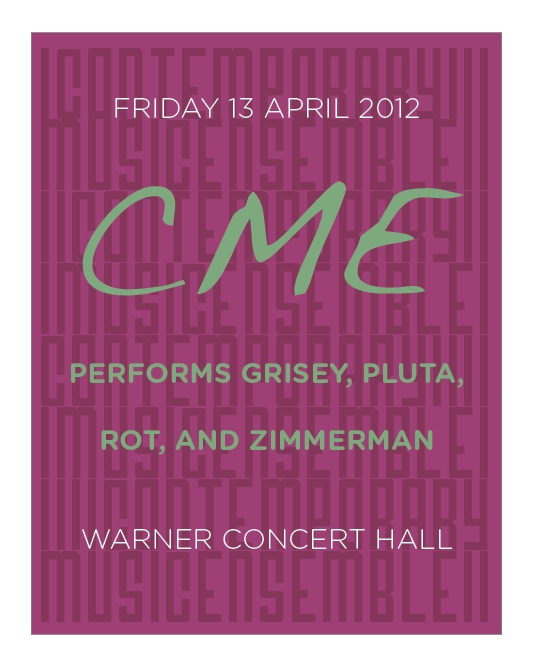 FRIDAY 13 APRIL 2012
CME
PERFORMS GRISEY, PLUTA,
ROT, AND ZIMMERMAN
WARNER CONCERT HALL